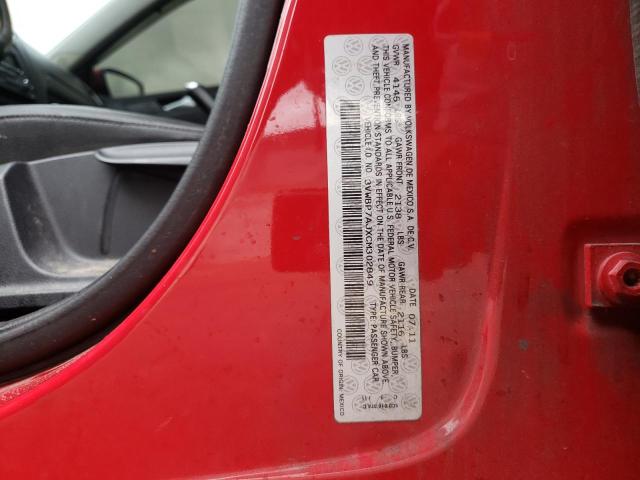 MANUFACTURED BY VOLKSWAGEN DE MEXICO S.A. DE C.V. DATE 07.11
GVWR 4145 GAWR FRONT 2138 LBS GAWR REAR 2116 LBS
THIS VEHICLE CONFORMS TO ALL APPLICABLE U.S. FEDERAL MOTOR VEHICLE SAFETY, BUMPER
AND THEFT PREVENTION STANDARDS IN EFFECT ON THE DATE OF MANUFACTURE SHOWN ABOVE.
VEHICLE I.D. NO. 3VWBP7AJXCM302849 TYPE: PASSENGER CAR
COUNTRY OF ORIGIN: MEXICO